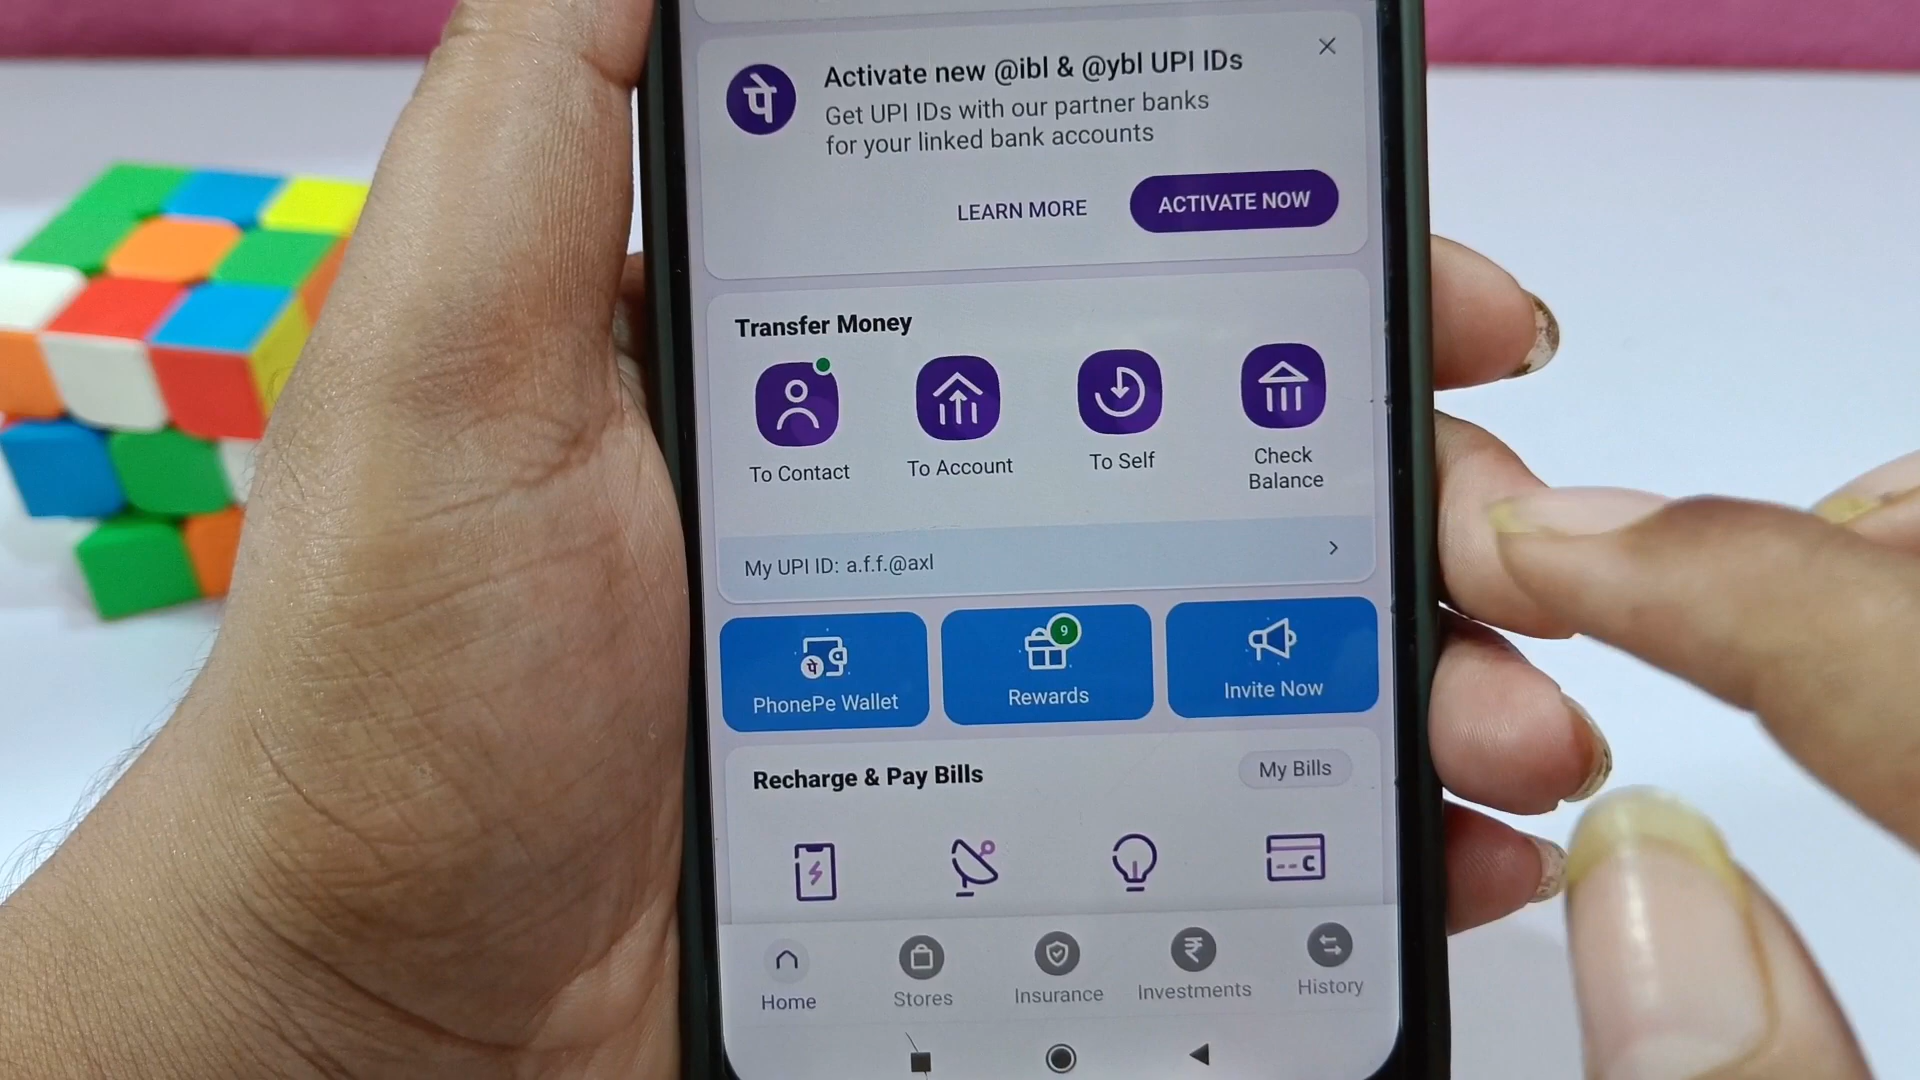 पे
Activate new @ibl & @ybl UPI IDs
Get UPI IDs with our partner banks
for your linked bank accounts
LEARN MORE
ACTIVATE NOW
Transfer Money
To Contact
To Account
To Self
Check
Balance
My UPI ID: a.f.f.@axl
पे
PhonePe Wallet
9
Rewards
Invite Now
Recharge & Pay Bills
My Bills
C
₹
Home
Stores
Insurance
Investments
History